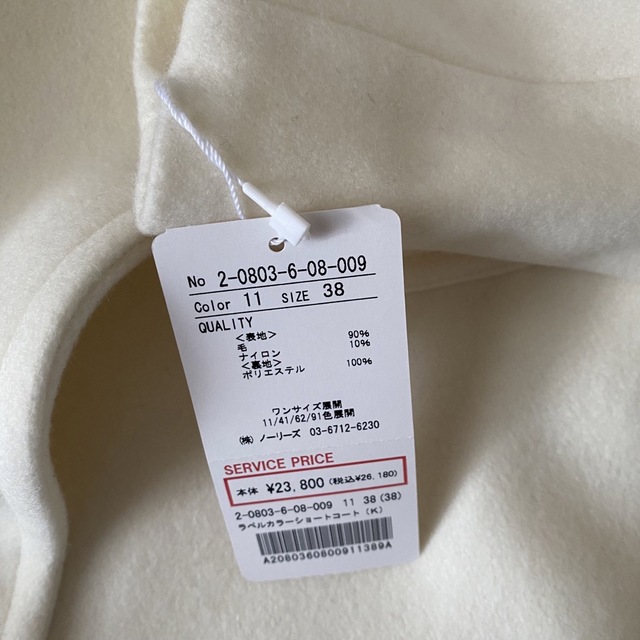 No 2-0803-6-08-009
Color 11 SIZE 38
QUALITY
<表地>
毛 90%
ナイロン 10%
<裏地>
ポリエステル 100%
ワンサイズ展開
11/41/62/91色展開
(株) ノーリーズ 03-6712-6230
SERVICE PRICE
本体 ¥23,800 (税込¥26,180)
2-0803-6-08-009 11 38 (38)
ラペルカラーショートコート (K)
A2080360800911389A